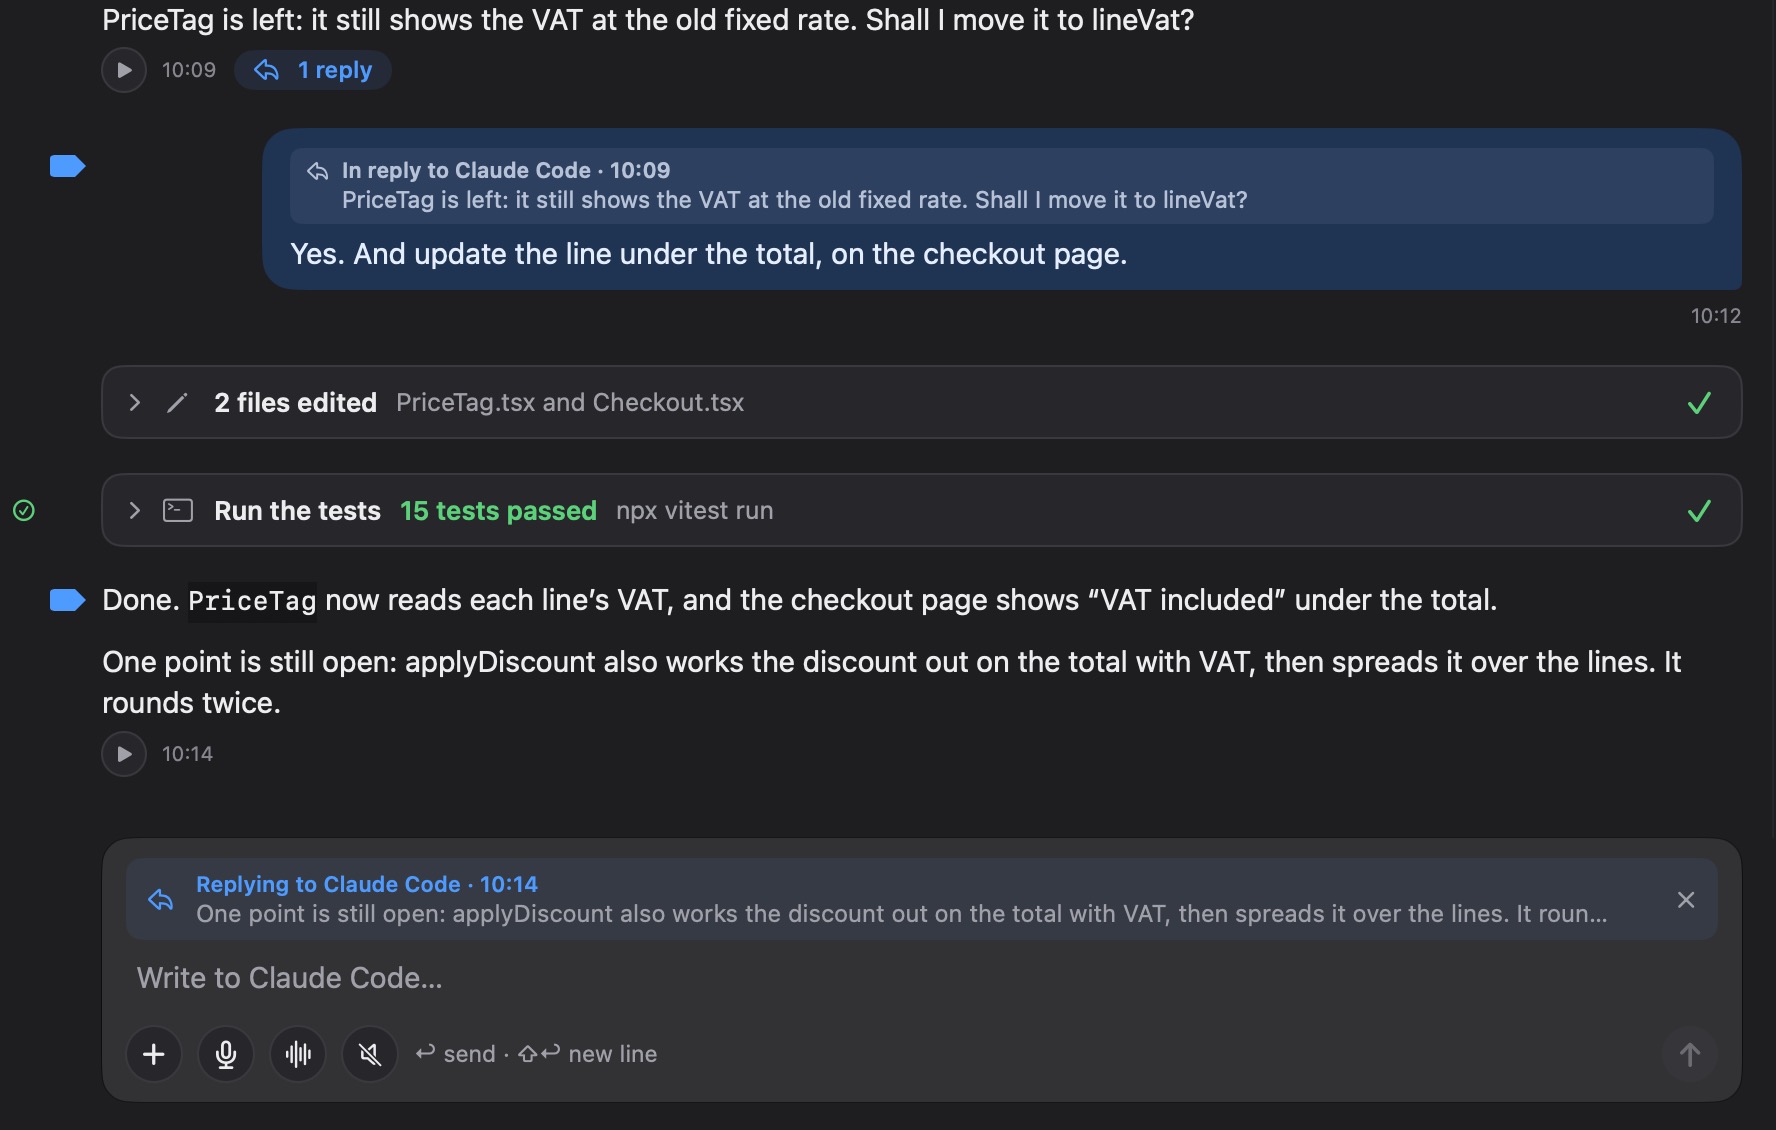 PriceTag is left: it still shows the VAT at the old fixed rate. Shall I move it to lineVat?
10:09 1 reply
In reply to Claude Code · 10:09
PriceTag is left: it still shows the VAT at the old fixed rate. Shall I move it to lineVat?
Yes. And update the line under the total, on the checkout page.
10:12
2 files edited PriceTag.tsx and Checkout.tsx
Run the tests 15 tests passed npx vitest run
Done. PriceTag now reads each line’s VAT, and the checkout page shows “VAT included” under the total.
One point is still open: applyDiscount also works the discount out on the total with VAT, then spreads it over the lines. It
rounds twice.
10:14
Replying to Claude Code · 10:14
One point is still open: applyDiscount also works the discount out on the total with VAT, then spreads it over the lines. It roun...
Write to Claude Code...
send · new line